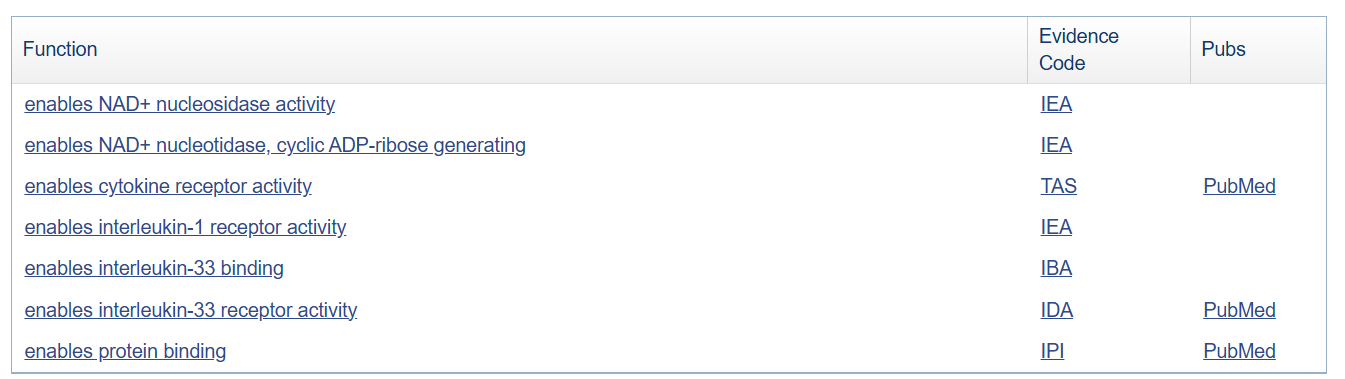 Function Evidence Code Pubs
enables NAD+ nucleosidase activity IEA
enables NAD+ nucleotidase, cyclic ADP-ribose generating IEA
enables cytokine receptor activity TAS PubMed
enables interleukin-1 receptor activity IEA
enables interleukin-33 binding IBA
enables interleukin-33 receptor activity IDA PubMed
enables protein binding IPI PubMed